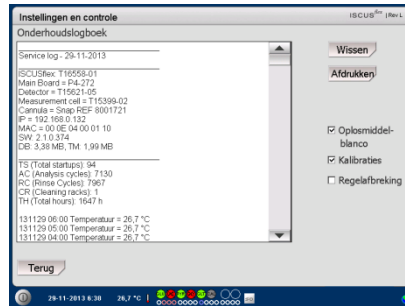 Instellingen en controle
ISCUSflex |Rev L
Onderhoudslogboek
Service log - 29-11-2013
ISCUSflex: T16558-01
Main Board = P4-272
Detector = T15621-05
Measurement cell = T15399-02
Cannula = Snap REF 8001721
IP = 192.168.0.132
MAC = 00 0E 04 00 01 10
SW: 2.1.0.374
DB: 3,38 MB, TM: 1,99 MB
TS (Total startups): 94
AC (Analysis cycles): 7130
RC (Rinse Cycles): 7967
CR (Cleaning racks): 1
TH (Total hours): 1647 h
131129 06:00 Temperatuur = 26,7 °C
131129 05:00 Temperatuur = 26,7 °C
131129 04:00 Temperatuur = 26,7 °C
Wissen
Afdrukken
Oplosmiddel-
blanco
Kalibraties
Regelafbreking
Terug
29-11-2013 6:38 26,7 °C